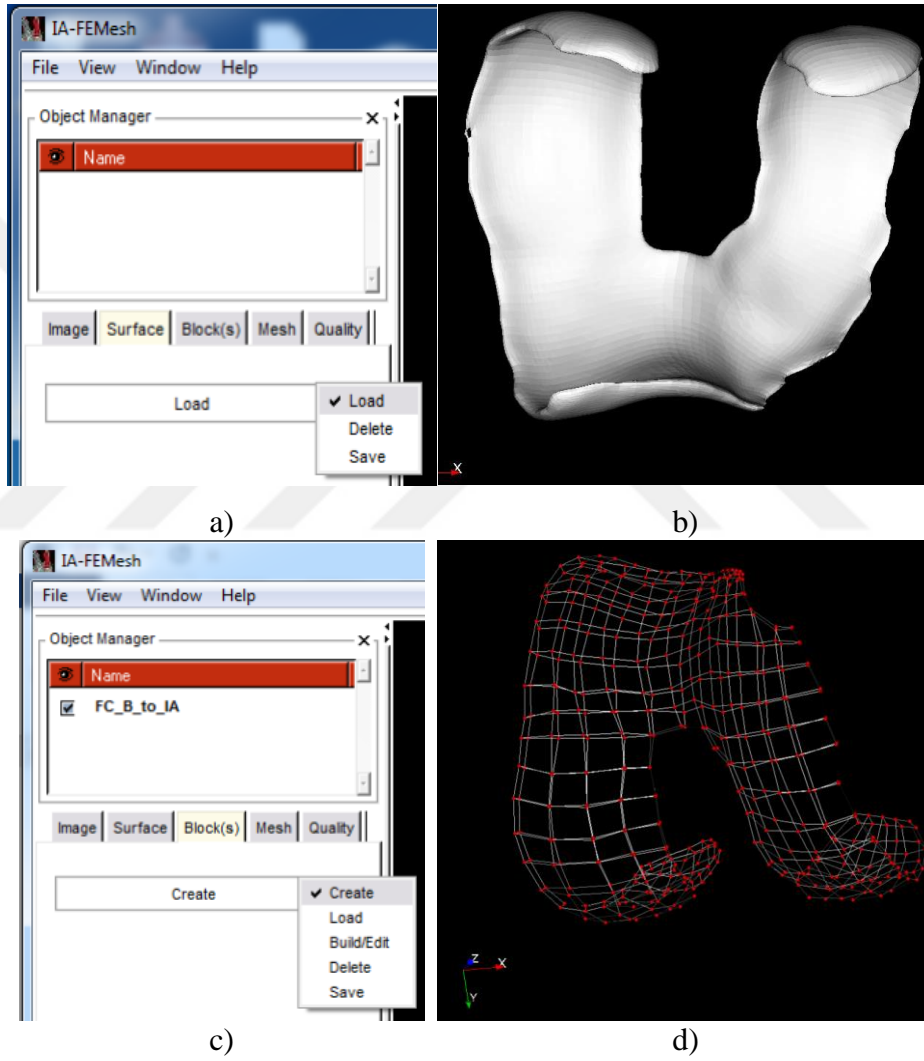 IA-FEMesh
File View Window Help
Object Manager
Name
Image Surface Block(s) Mesh Quality
Load
Load
Delete
Save
X
a) b)
IA-FEMesh
File View Window Help
Object Manager
Name
FC_B_to_IA
Image Surface Block(s) Mesh Quality
Create
Create
Load
Build/Edit
Delete
Save
Z X
Y
c) d)